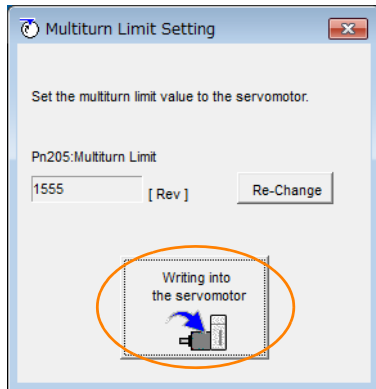 Multiturn Limit Setting
Set the multiturn limit value to the servomotor.
Pn205:Multiturn Limit
1555 [ Rev ] Re-Change
Writing into
the servomotor